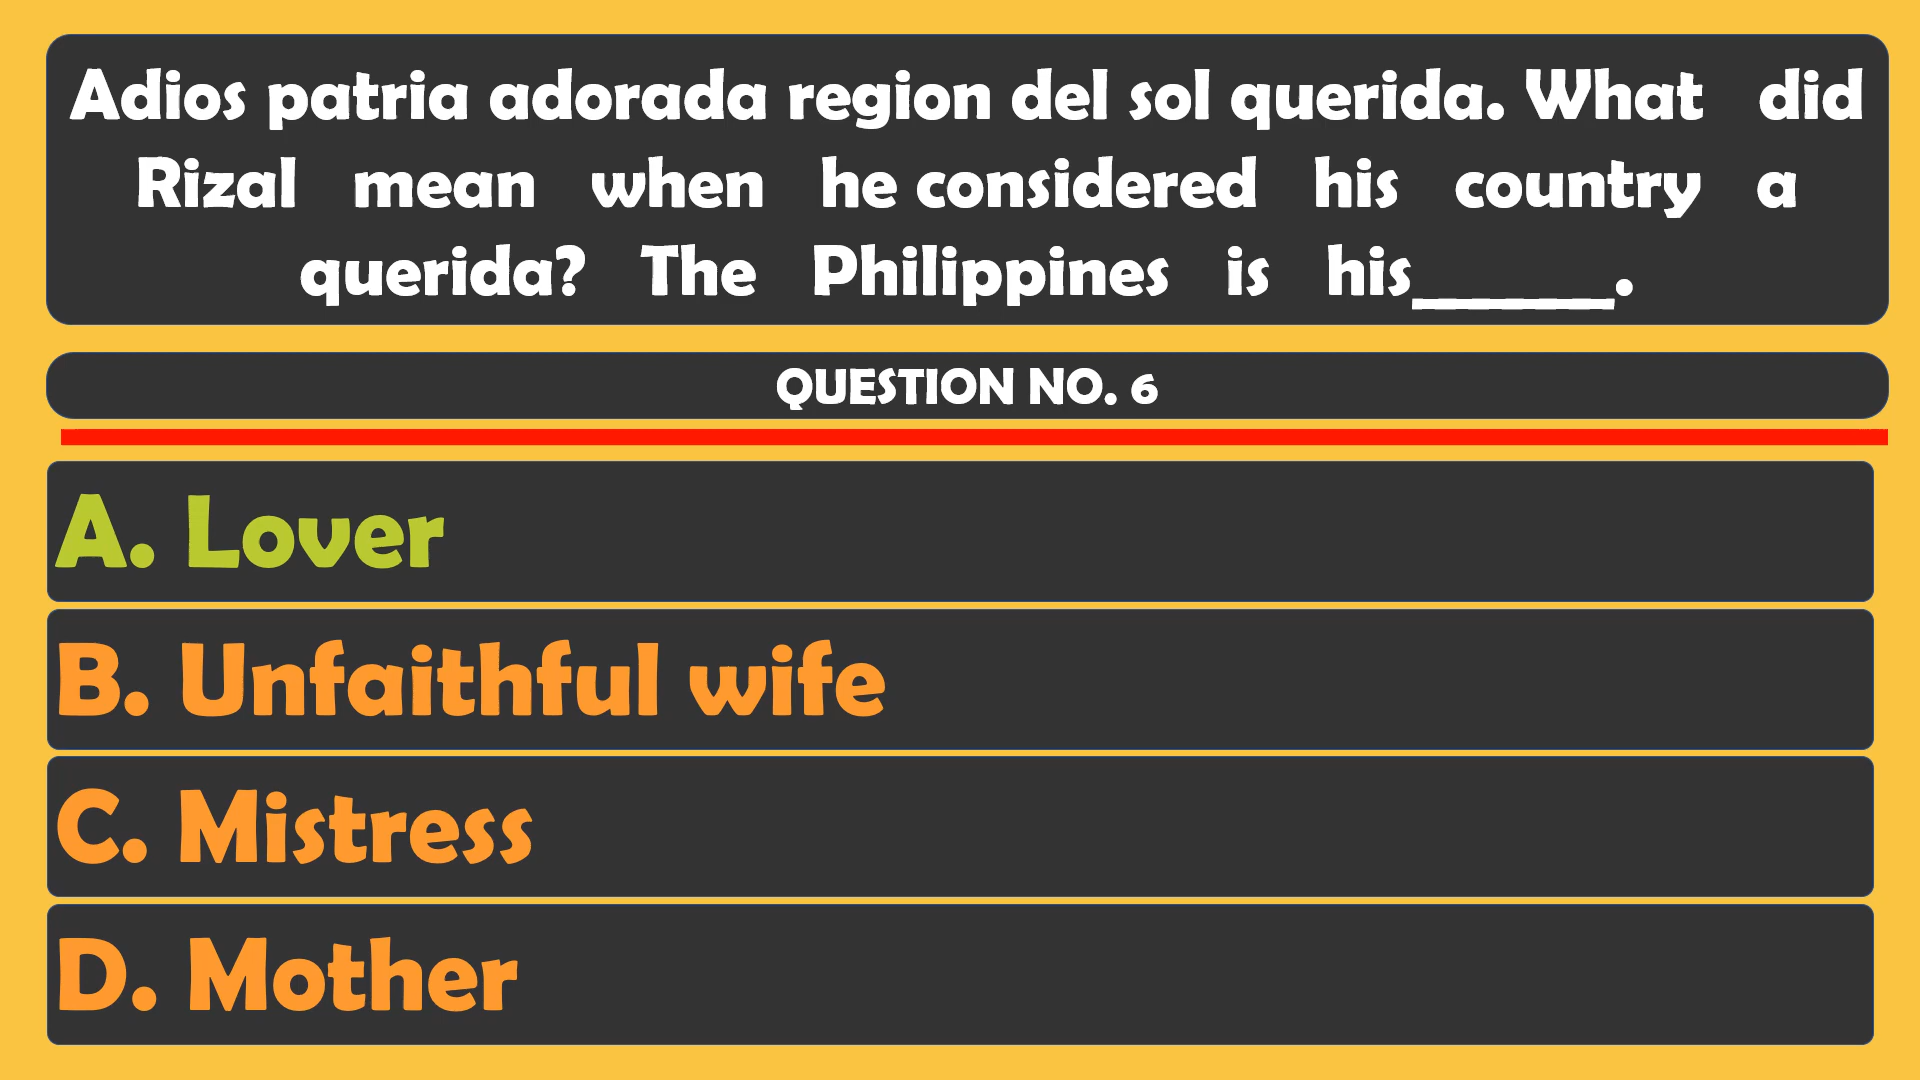 Adios patria adorada region del sol querida. What did
Rizal mean when he considered his country a
querida? The Philippines is his______.
QUESTION NO. 6
A. Lover
B. Unfaithful wife
C. Mistress
D. Mother